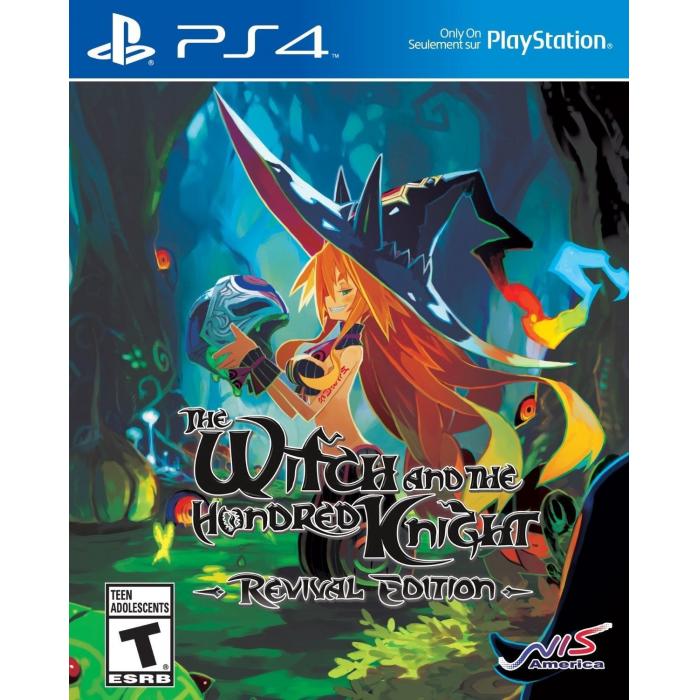 PS4
Only On
Seulement sur
PlayStation®
THE
WITCH AND THE
HUNDRED KNIGHT
REVIVAL EDITION
TEEN
ADOLESCENTS
T
ESRB
NIS
America